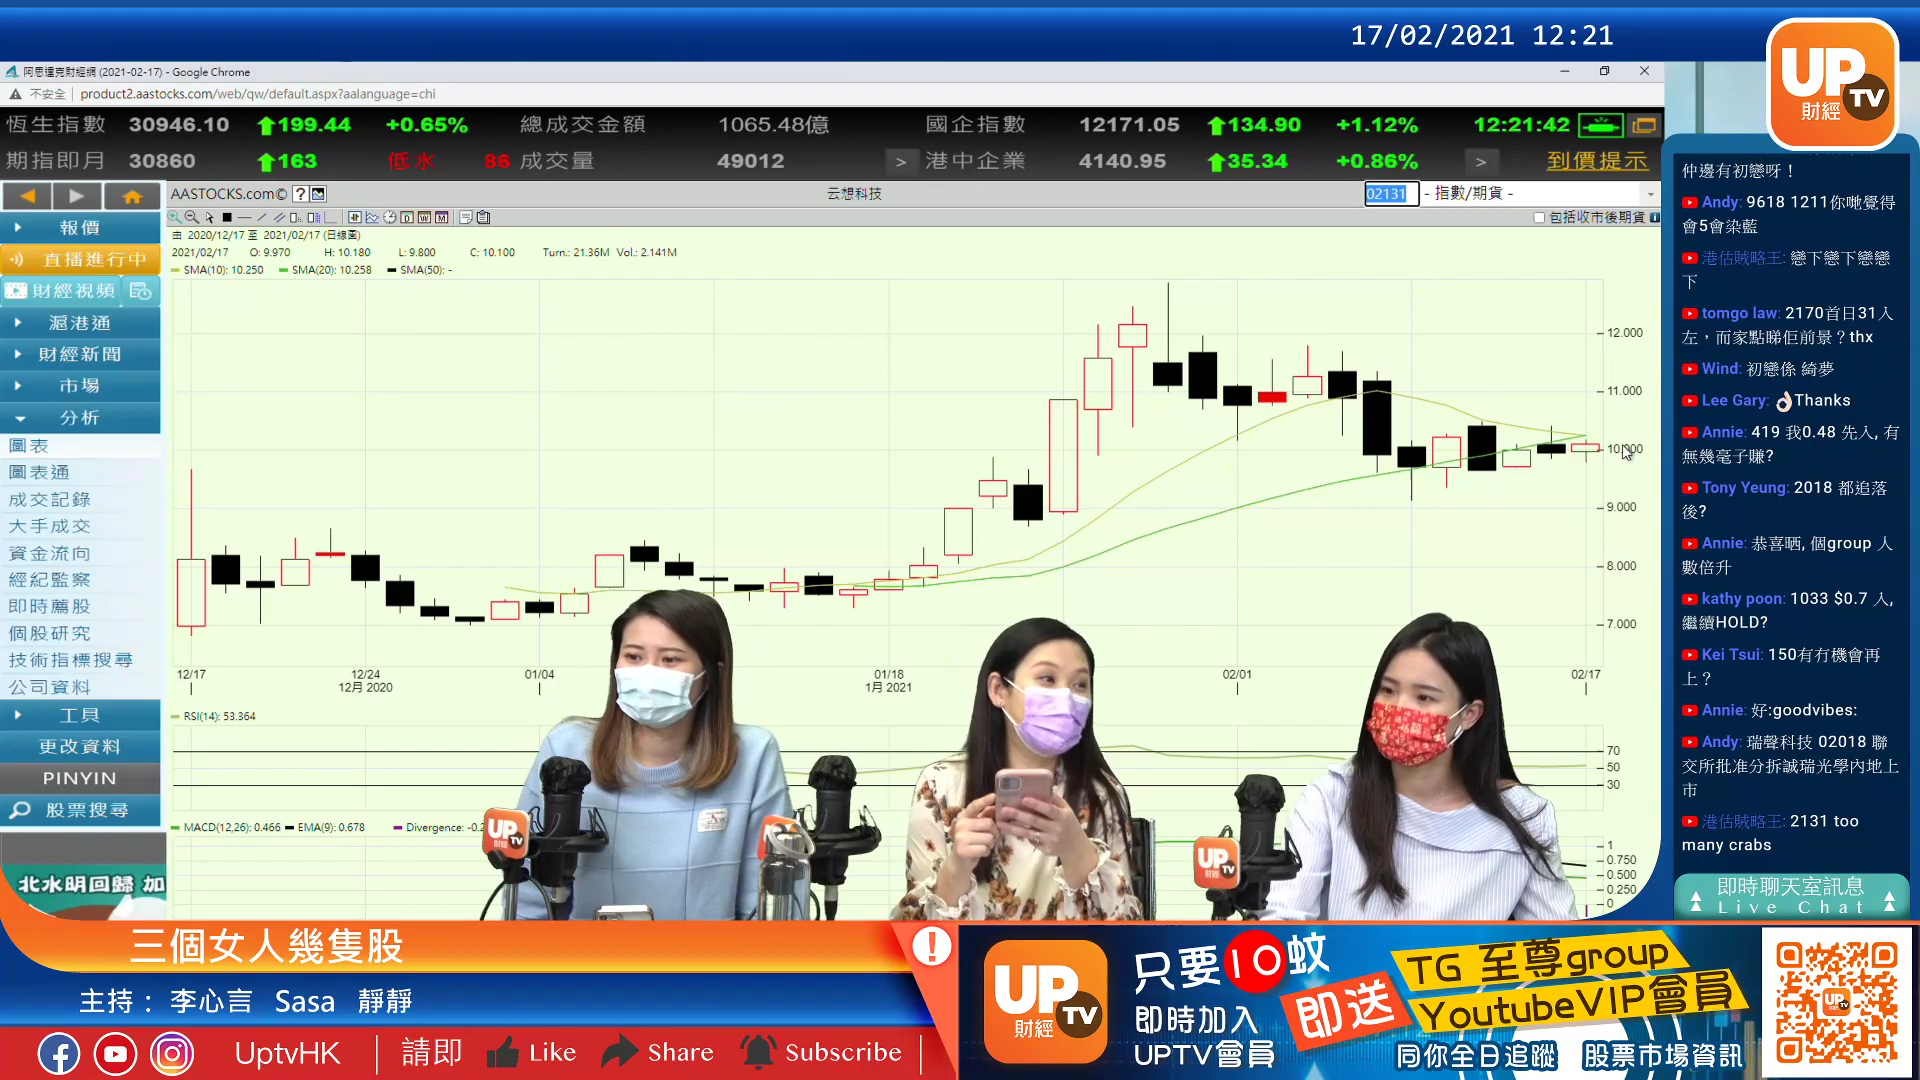 17/02/2021 12:21
UP TV 財經
阿思達克財經網 (2021-02-17) - Google Chrome
不安全 | product2.aastocks.com/web/qw/default.aspx?aalanguage=chi
恆生指數 30946.10 199.44 +0.65% 總成交金額 1065.48億 國企指數 12171.05 134.90 +1.12% 12:21:42
期指即月 30860 163 低水 86 成交量 49012 > 港中企業 4140.95 35.34 +0.86% > 到價提示
AASTOCKS.com© ? 云想科技 02131 - 指數/期貨 -
包括收市後期貨
由 2020/12/17 至 2021/02/17 (日線圖)
2021/02/17 O: 9.970 H: 10.180 L: 9.800 C: 10.100 Turn.: 21.36M Vol.: 2.141M
SMA(10): 10.250 SMA(20): 10.258 SMA(50): -
報價
直播進行中
財經視頻
滬港通
財經新聞
市場
分析
圖表
圖表通
成交記錄
大手成交
資金流向
經紀監察
即時薦股
個股研究
技術指標搜尋
公司資料
工具
更改資料
PINYIN
股票搜尋
北水明回歸 加
12.000
11.000
10.000
9.000
8.000
7.000
12/17 12/24 01/04 01/18 02/01 02/17
12月 2020 1月 2021
RSI(14): 53.364
70
50
30
MACD(12,26): 0.466 EMA(9): 0.678 Divergence: -0.2
1
0.750
0.500
0.250
0
UP TV 財經
UP TV 財經
仲邊有初戀呀！
Andy: 9618 1211你哋覺得
會5會染藍
港估賊略王: 戀下戀下戀戀
下
tomgo law: 2170首日31入
左，而家點睇佢前景？thx
Wind: 初戀係 綺夢
Lee Gary: 👌Thanks
Annie: 419 我0.48 先入, 有
無幾毫子賺?
Tony Yeung: 2018 都追落
後?
Annie: 恭喜晒, 個group 人
數倍升
kathy poon: 1033 $0.7 入,
繼續HOLD?
Kei Tsui: 150有冇機會再
上？
Annie: 好:goodvibes:
Andy: 瑞聲科技 02018 聯
交所批准分拆誠瑞光學內地上
市
港估賊略王: 2131 too
many crabs
即時聊天室訊息
Live Chat
三個女人幾隻股
主持： 李心言 Sasa 靜靜
UptvHK | 請即 Like Share Subscribe |
!
UP TV 財經
只要10蚊
即時加入
UPTV會員
即送
TG 至尊group
YoutubeVIP會員
同你全日追蹤 股票市場資訊
UP TV